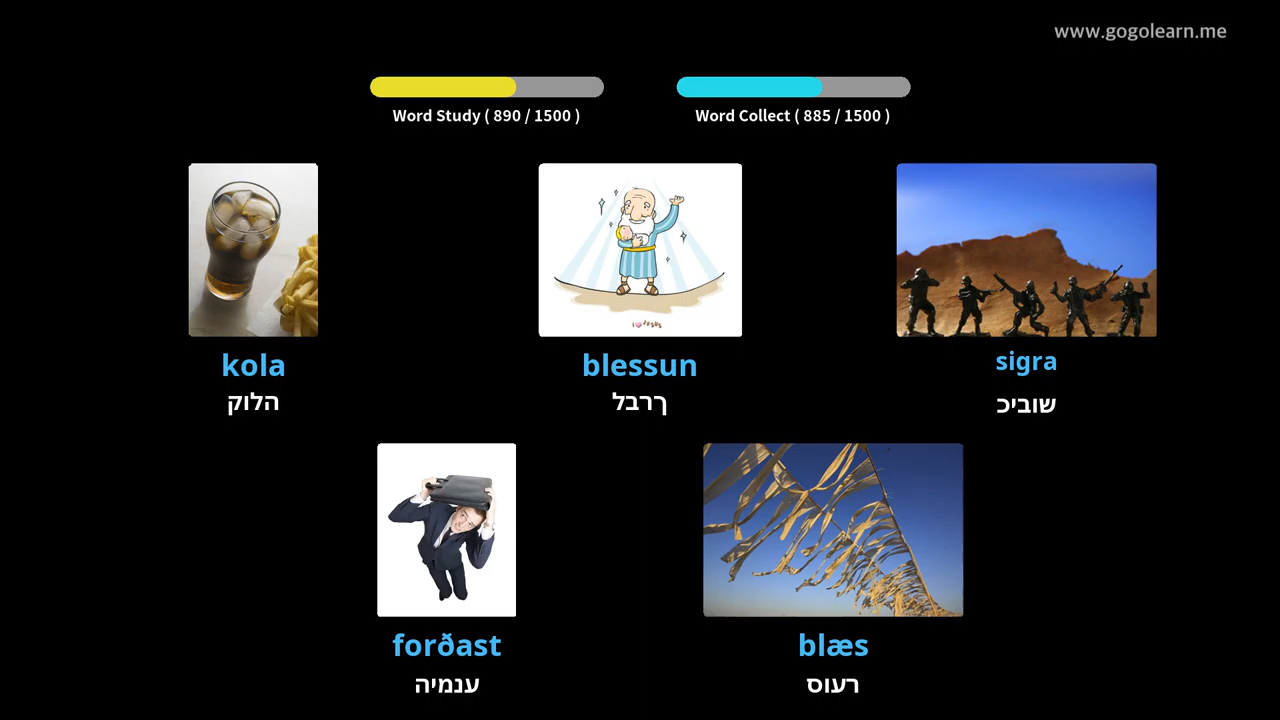 www.gogolearn.me
Word Study ( 890 / 1500 )
Word Collect ( 885 / 1500 )
I ♥ JESUS
kola
הלוק
blessun
ךרבל
sigra
שוביכ
forðast
ענמיה
blæs
רעוס